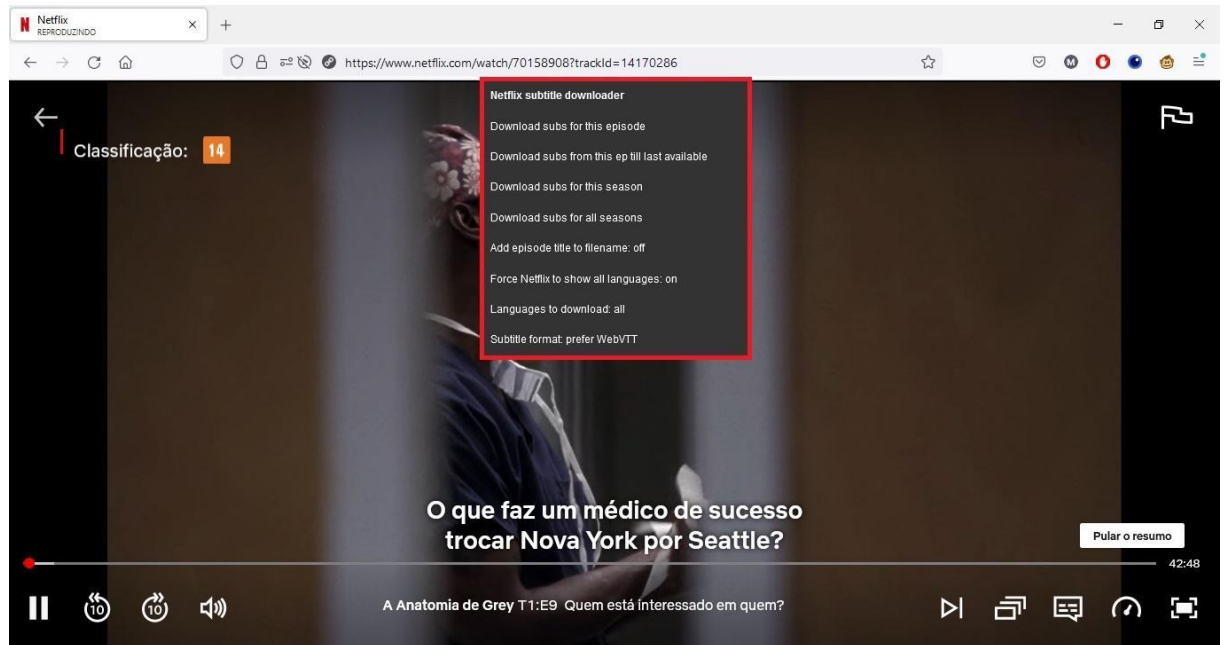 Netflix
REPRODUZINDO
https://www.netflix.com/watch/70158908?trackId=14170286
Netflix subtitle downloader
Download subs for this episode
Download subs from this ep till last available
Download subs for this season
Download subs for all seasons
Add episode title to filename: off
Force Netflix to show all languages: on
Languages to download: all
Subtitle format: prefer WebVTT
Classificação: 14
O que faz um médico de sucesso
trocar Nova York por Seattle?
Pular o resumo
42:48
10 10 A Anatomia de Grey T1:E9 Quem está interessado em quem?